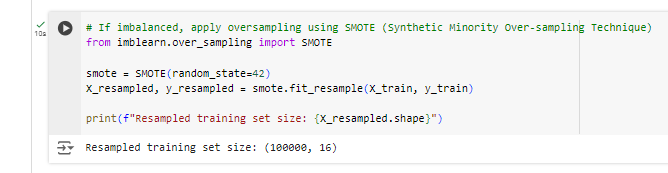 10s
# If imbalanced, apply oversampling using SMOTE (Synthetic Minority Over-sampling Technique)
from imblearn.over_sampling import SMOTE
smote = SMOTE(random_state=42)
X_resampled, y_resampled = smote.fit_resample(X_train, y_train)
print(f"Resampled training set size: {X_resampled.shape}")
Resampled training set size: (100000, 16)